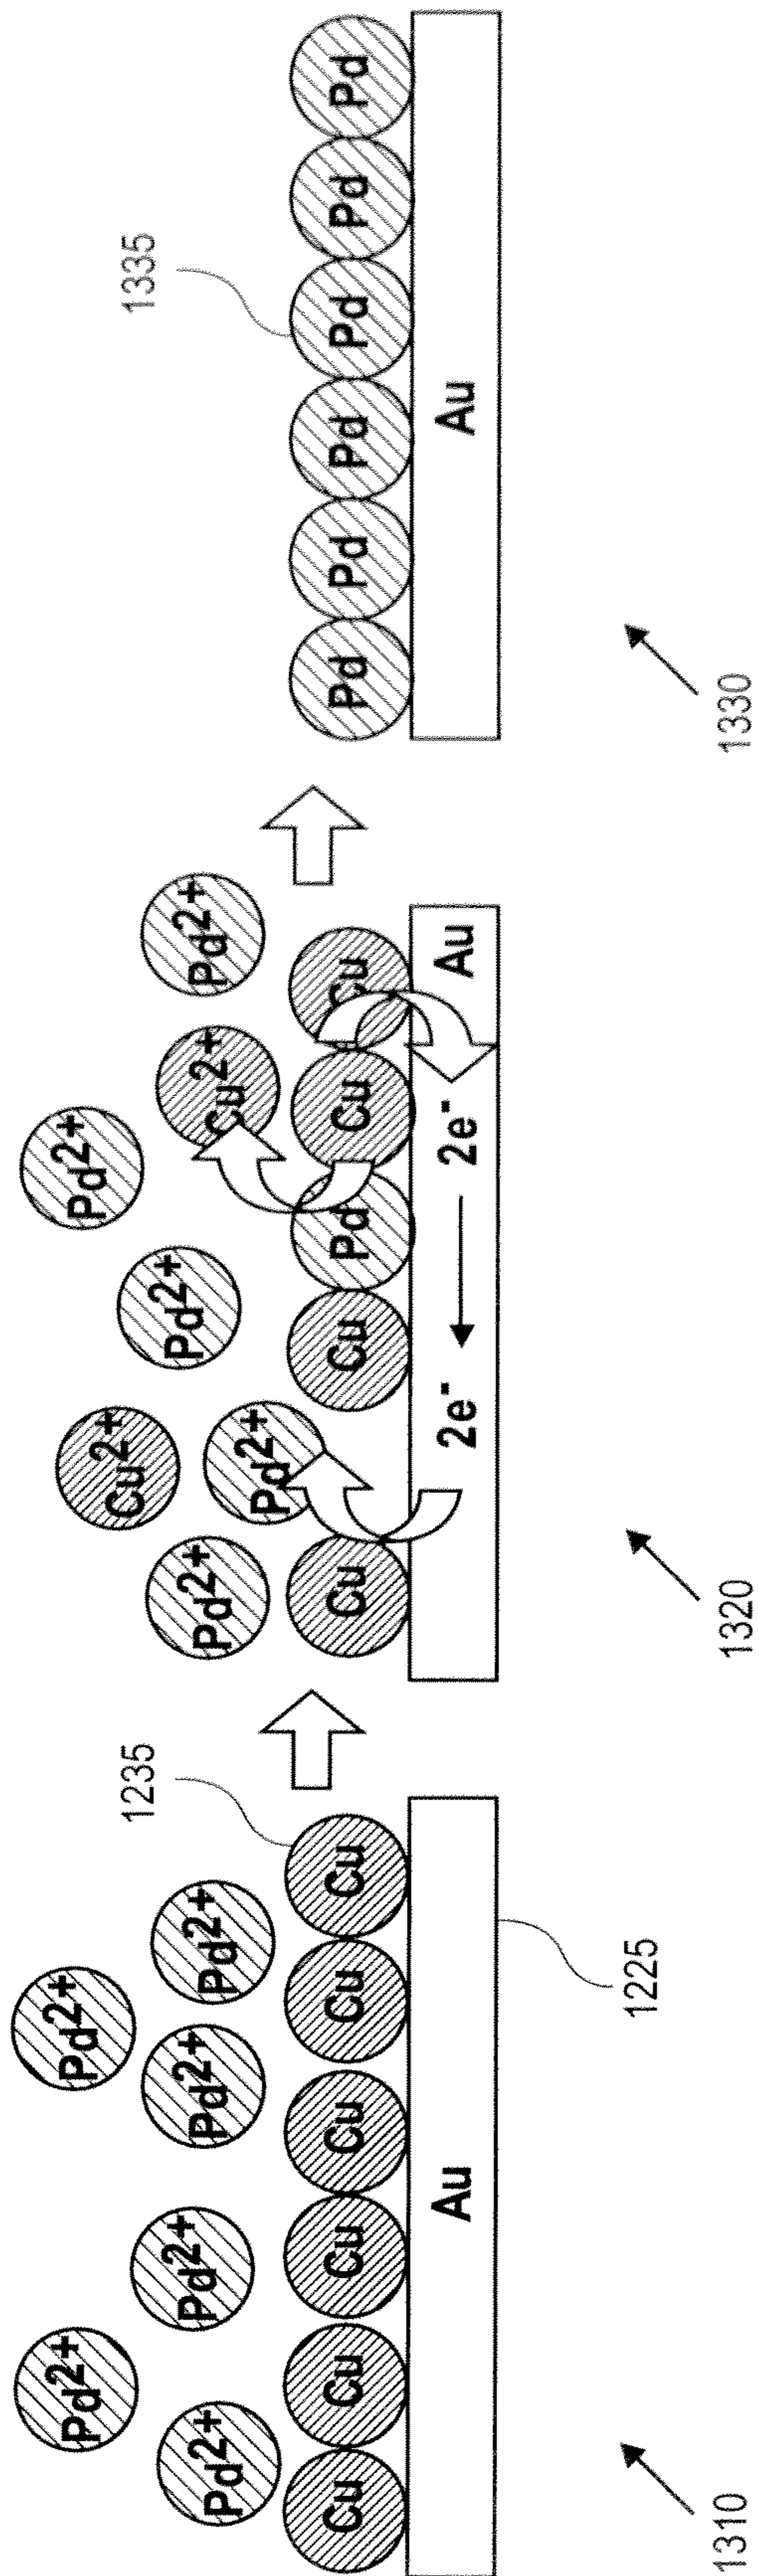 Pd2+
Pd2+
1235
Pd2+
Pd2+
Pd2+
Pd2+
Cu Cu Cu Cu Cu Cu
Au
1225
1310
Pd2+
Cu2+
Pd2+
Pd2+
Pd2+
Cu2+
Pd2+
Cu Cu Pd Cu Cu
2e- 2e- Au
1320
1335
Pd Pd Pd Pd Pd Pd
Au
1330